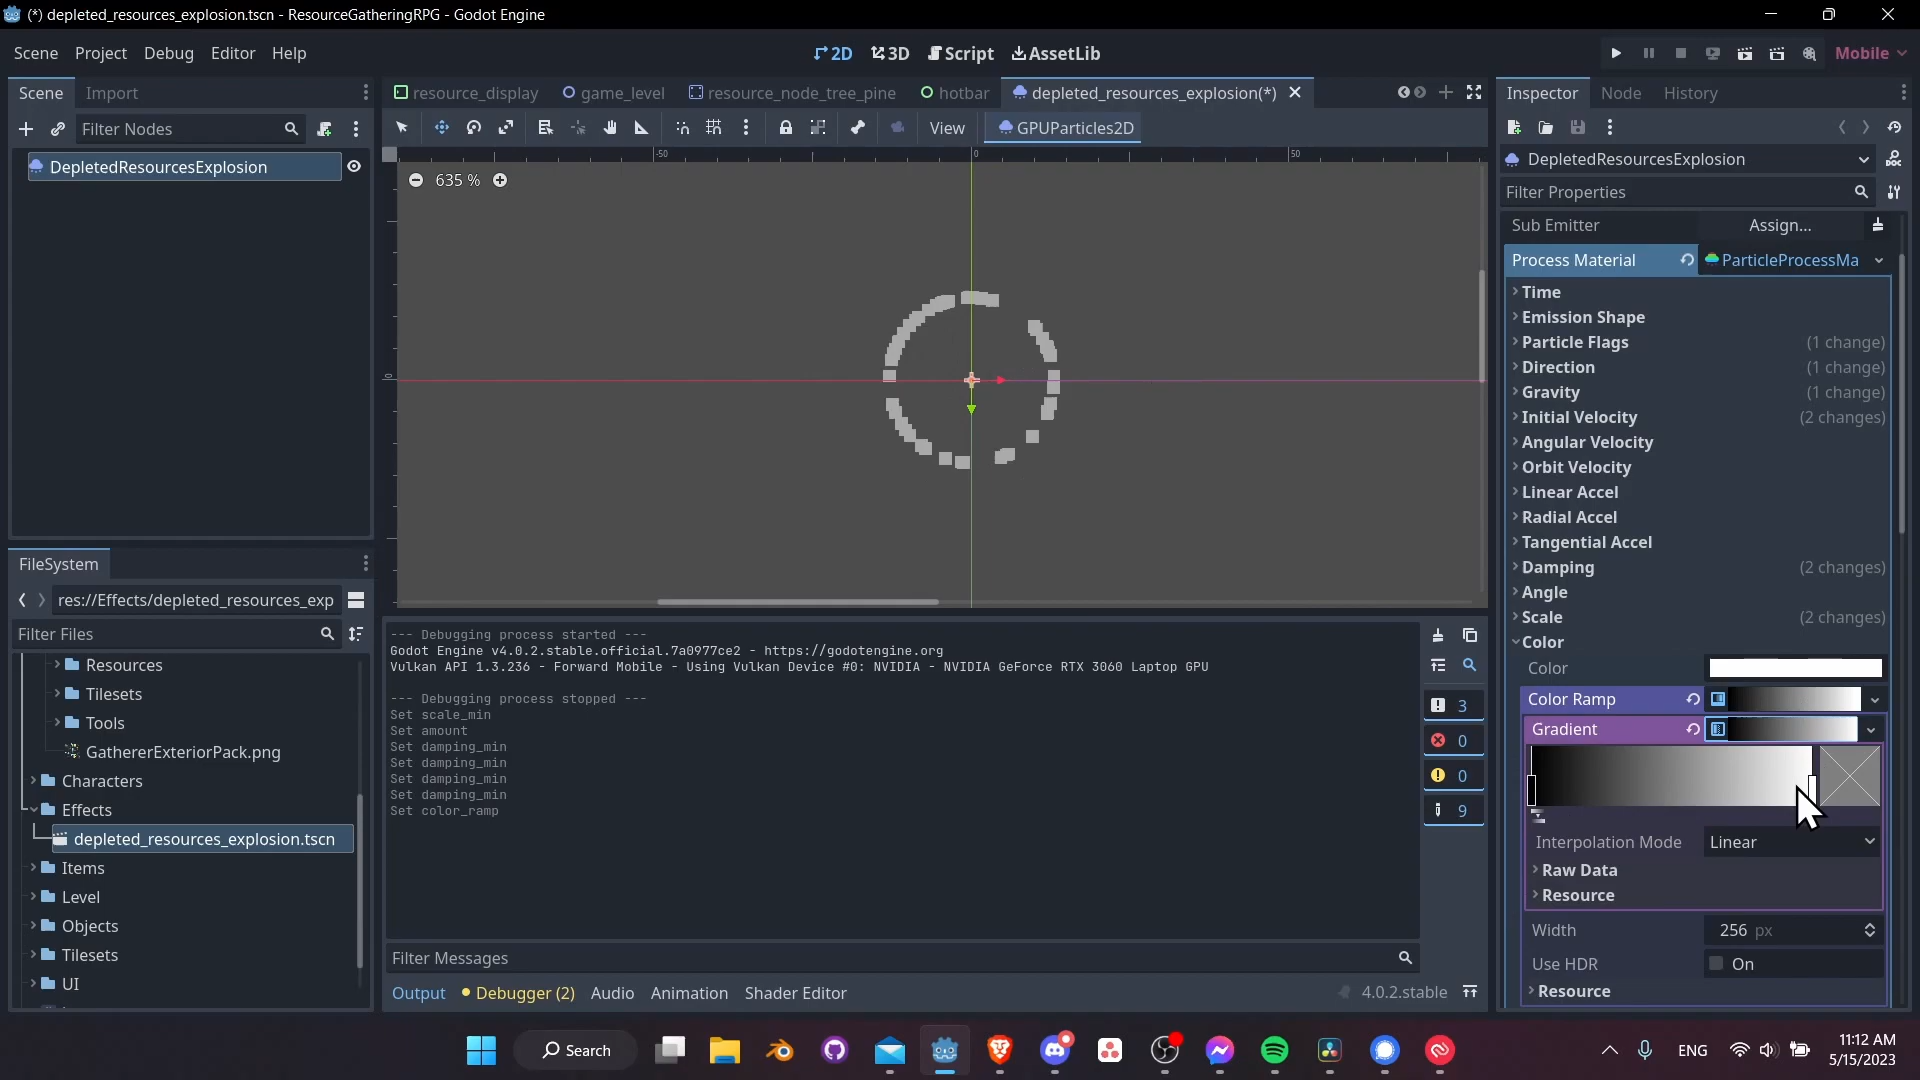 (*) depleted_resources_explosion.tscn - ResourceGatheringRPG - Godot Engine
Scene Project Debug Editor Help
2D 3D Script AssetLib
Mobile
Scene Import
Filter Nodes
DepletedResourcesExplosion
resource_display game_level resource_node_tree_pine hotbar depleted_resources_explosion(*)
View GPUParticles2D
-50 0 50
635 %
0
FileSystem
res://Effects/depleted_resources_exp
Filter Files
Resources
Tilesets
Tools
GathererExteriorPack.png
Characters
Effects
depleted_resources_explosion.tscn
Items
Level
Objects
Tilesets
UI
--- Debugging process started ---
Godot Engine v4.0.2.stable.official.7a0977ce2 - https://godotengine.org
Vulkan API 1.3.236 - Forward Mobile - Using Vulkan Device #0: NVIDIA - NVIDIA GeForce RTX 3060 Laptop GPU
--- Debugging process stopped ---
Set scale_min
Set amount
Set damping_min
Set damping_min
Set damping_min
Set damping_min
Set color_ramp
3
0
0
9
Filter Messages
Output Debugger (2) Audio Animation Shader Editor
4.0.2.stable
Inspector Node History
DepletedResourcesExplosion
Filter Properties
Sub Emitter Assign...
Process Material ParticleProcessMa
Time
Emission Shape
Particle Flags (1 change)
Direction (1 change)
Gravity (1 change)
Initial Velocity (2 changes)
Angular Velocity
Orbit Velocity
Linear Accel
Radial Accel
Tangential Accel
Damping (2 changes)
Angle
Scale (2 changes)
Color
Color
Color Ramp
Gradient
Interpolation Mode Linear
Raw Data
Resource
Width 256 px
Use HDR On
Resource
Search
ENG
11:12 AM
5/15/2023